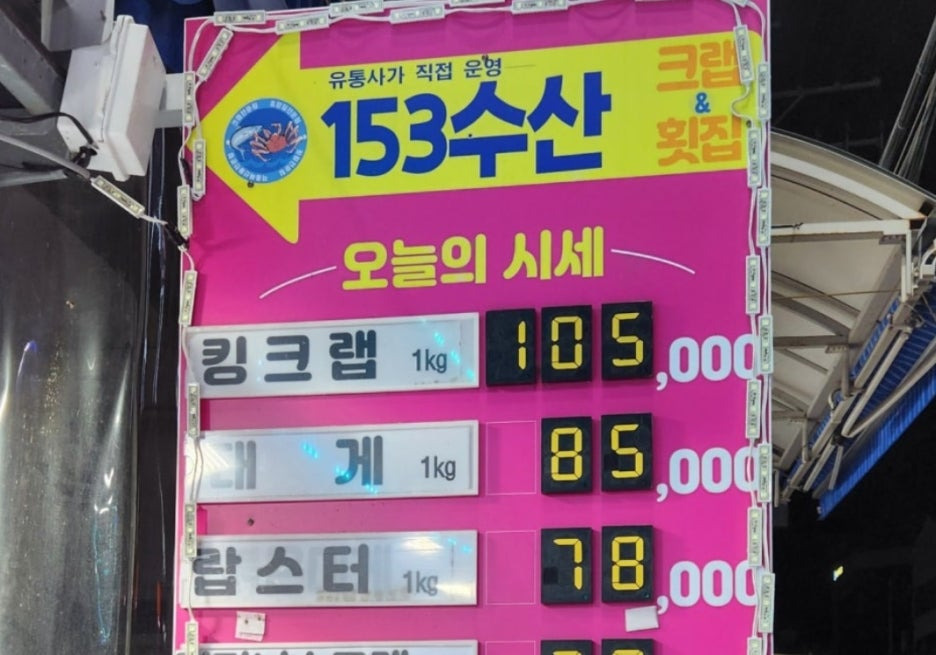 유통사가 직접 운영
153수산
크랩
&
횟집
오늘의 시세
킹크랩 1kg 105,000
대 게 1kg 85,000
랍스터 1kg 78,000